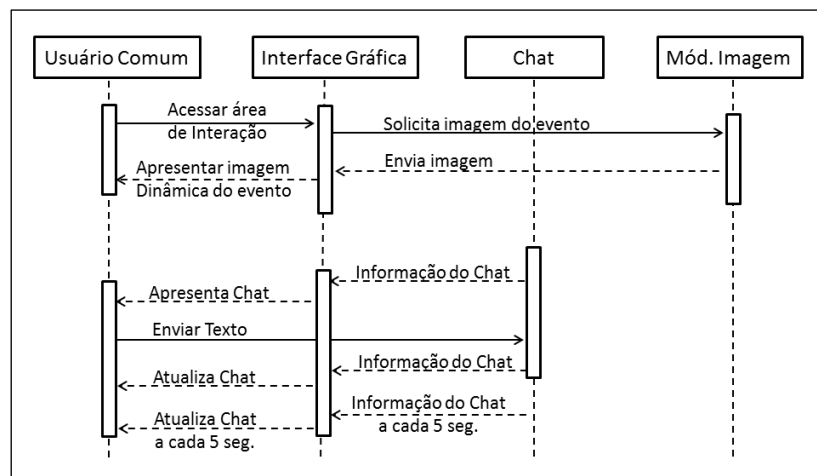 Usuário Comum
Interface Gráfica
Chat
Mód. Imagem
Acessar área
de Interação
Solicita imagem do evento
Envia imagem
Apresentar imagem
Dinâmica do evento
Informação do Chat
Apresenta Chat
Enviar Texto
Informação do Chat
Atualiza Chat
Informação do Chat
a cada 5 seg.
Atualiza Chat
a cada 5 seg.